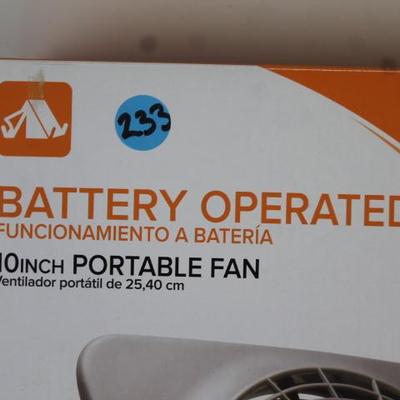 233
BATTERY OPERATED
FUNCIONAMIENTO A BATERÍA
10INCH PORTABLE FAN
Ventilador portátil de 25,40 cm